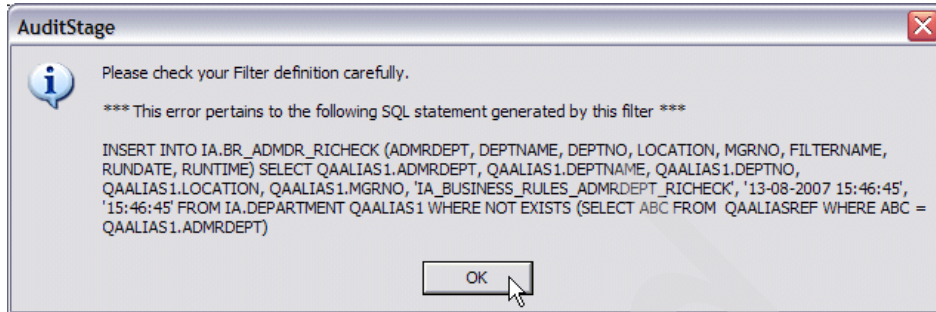 AuditStage
Please check your Filter definition carefully.
*** This error pertains to the following SQL statement generated by this filter ***
INSERT INTO IA.BR_ADMDR_RICHECK (ADMRDEPT, DEPTNAME, DEPTNO, LOCATION, MGRNO, FILTERNAME,
RUNDATE, RUNTIME) SELECT QAALIAS1.ADMRDEPT, QAALIAS1.DEPTNAME, QAALIAS1.DEPTNO,
QAALIAS1.LOCATION, QAALIAS1.MGRNO, 'IA_BUSINESS_RULES_ADMRDEPT_RICHECK', '13-08-2007 15:46:45',
'15:46:45' FROM IA.DEPARTMENT QAALIAS1 WHERE NOT EXISTS (SELECT ABC FROM  QAALIASREF WHERE ABC =
QAALIAS1.ADMRDEPT)
OK